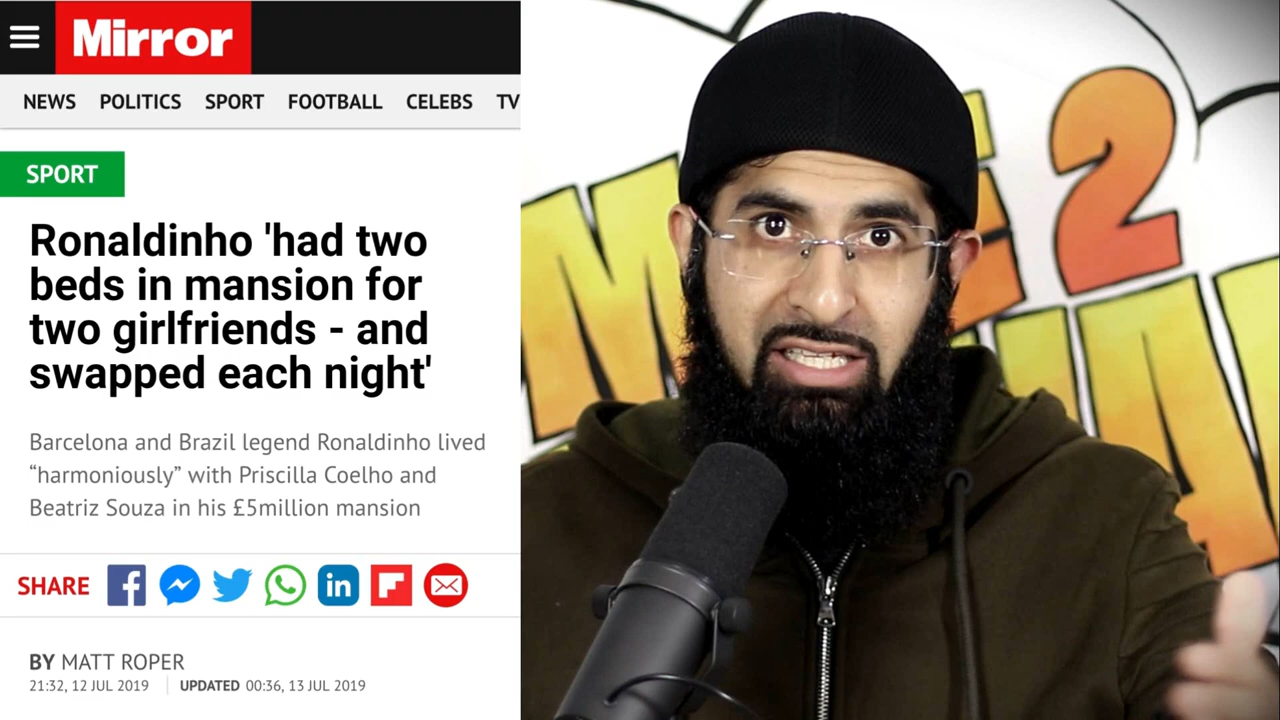 Mirror
NEWS POLITICS SPORT FOOTBALL CELEBS TV
SPORT
Ronaldinho 'had two
beds in mansion for
two girlfriends - and
swapped each night'
Barcelona and Brazil legend Ronaldinho lived
“harmoniously” with Priscilla Coelho and
Beatriz Souza in his £5million mansion
SHARE
BY MATT ROPER
21:32, 12 JUL 2019 UPDATED 00:36, 13 JUL 2019
2